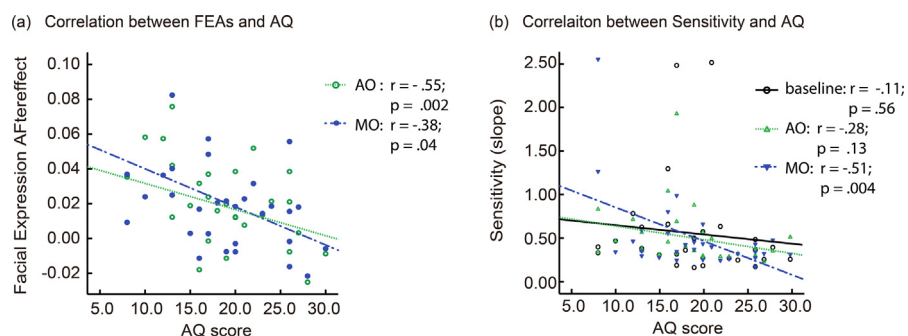 (a) Correlation between FEAs and AQ
Facial Expression AFtereffect
0.10
0.08
0.06
0.04
0.02
0.00
-0.02
5.0 10.0 15.0 20.0 25.0 30.0
AQ score
AO : r = - .55;
p = .002
MO: r = -.38;
p = .04
(b) Correlaiton between Sensitivity and AQ
Sensitivity (slope)
2.50
2.00
1.50
1.00
0.50
0.00
5.0 10.0 15.0 20.0 25.0 30.0
AQ score
baseline: r = -.11;
p = .56
AO: r = -.28;
p = .13
MO: r = -.51;
p = .004